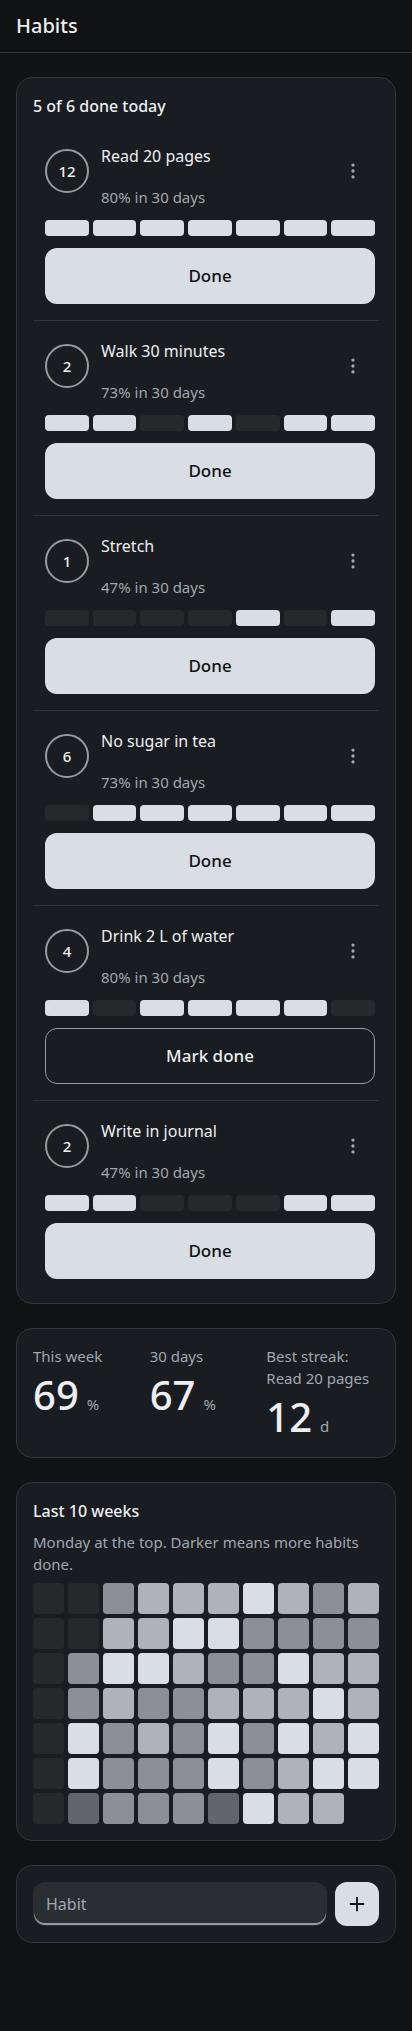 Habits
5 of 6 done today
12
Read 20 pages
80% in 30 days
Done
2
Walk 30 minutes
73% in 30 days
Done
1
Stretch
47% in 30 days
Done
6
No sugar in tea
73% in 30 days
Done
4
Drink 2 L of water
80% in 30 days
Mark done
2
Write in journal
47% in 30 days
Done
This week
69 %
30 days
67 %
Best streak:
Read 20 pages
12 d
Last 10 weeks
Monday at the top. Darker means more habits
done.
Habit
+